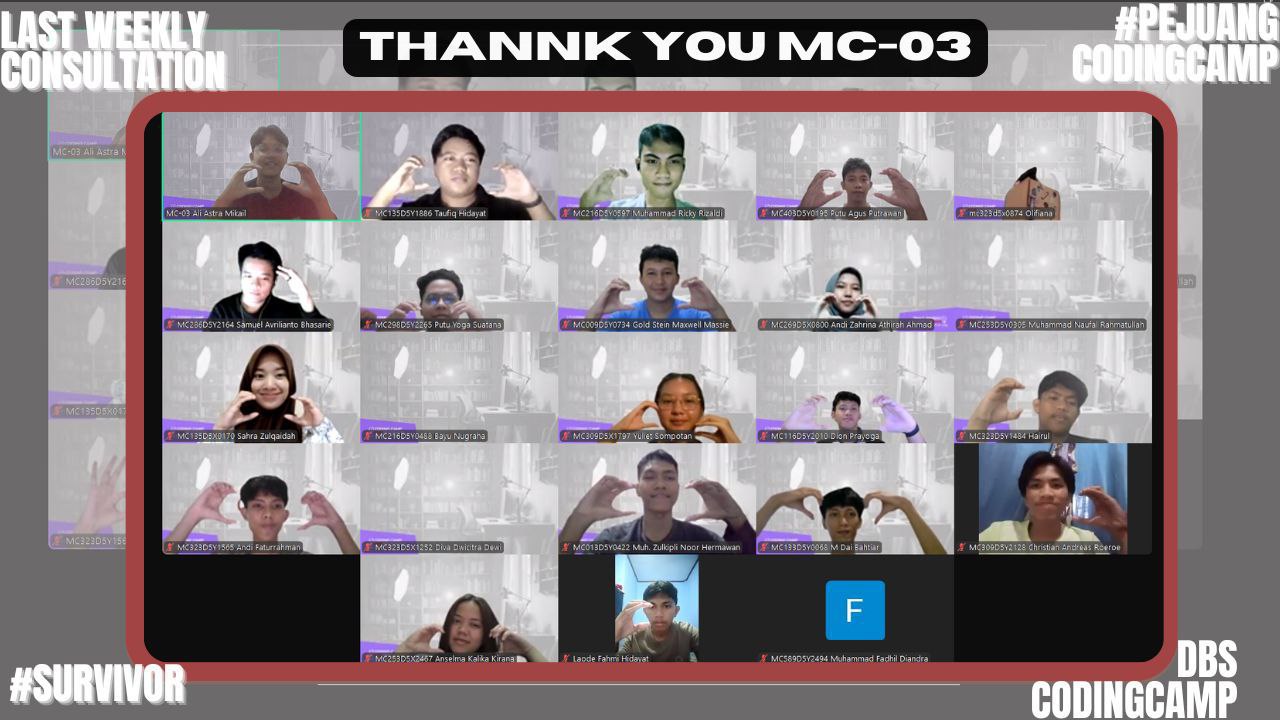 LAST WEEKLY
CONSULTATION
THANNK YOU MC-03
#PEJUANG
CODINGCAMP
MC-03 Ali Astra Mikail
MC135D5Y1886 Taufiq Hidayat
MC216D5Y0597 Muhammad Ricky Rizaldi
MC403D5Y0195 Putu Agus Putrawan
mc323d5x0874 Olifiana
MC286D5Y2164 Samuel Avrilianto Bhasarie
MC298D5Y2265 Putu Yoga Suatana
MC009D5Y0734 Gold Stein Maxwell Massie
MC269D5X0800 Andi Zahrina Athirah Ahmad
MC253D5Y0305 Muhammad Naufal Rahmatullah
MC135D5X0170 Sahra Zulqaidah
MC216D5Y0488 Bayu Nugraha
MC309D5X1797 Yuliet Sompotan
MC116D5Y2010 Dion Prayoga
MC323D5Y1484 Hairul
MC323D5Y1565 Andi Faturrahman
MC323D5X1252 Diva Dwicitra Dewi
MC013D5Y0422 Muh. Zulkipli Noor Hermawan
MC133D5Y0068 M Dai Bahtiar
MC309D5Y2128 Christian Andreas Roeroe
MC253D5X2467 Anselma Kalika Kirana
Laode Fahmi Hidayat
F
MC589D5Y2494 Muhammad Fadhil Diandra
#SURVIVOR
DBS
CODINGCAMP